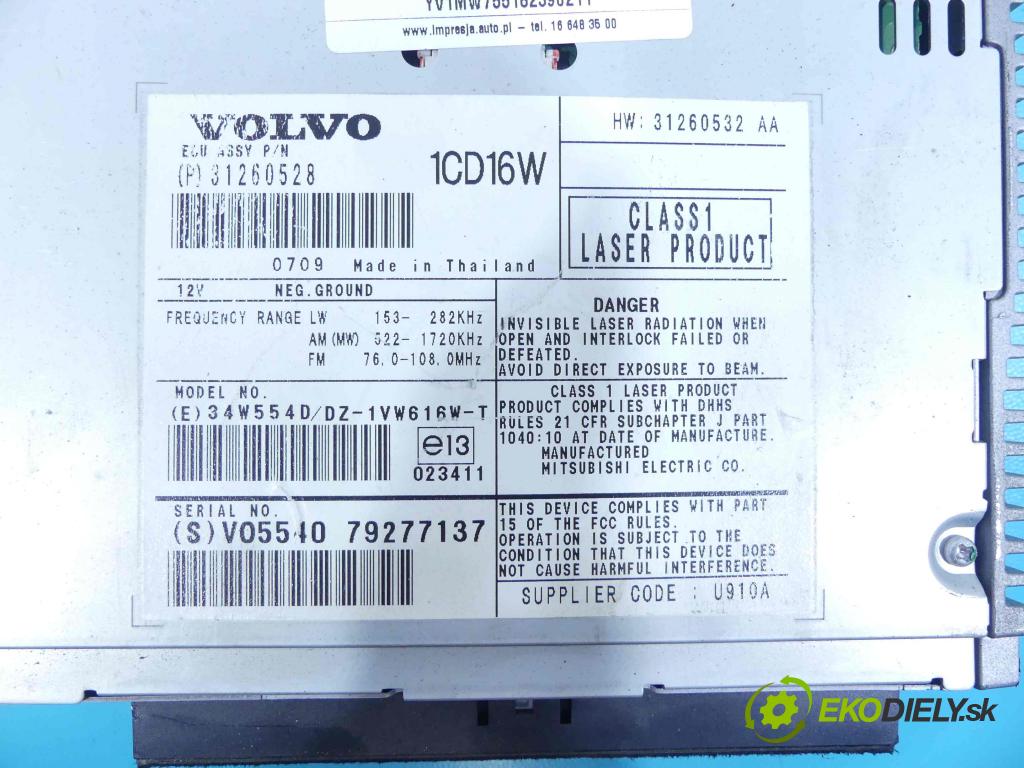 www.impresja.auto.pl - tel. 16 648 35 00
VOLVO
ECU ASSY P/N
(P) 31260528
1CD16W
0709 Made in Thailand
HW: 31260532 AA
CLASS1
LASER PRODUCT
12V NEG.GROUND
FREQUENCY RANGE LW 153- 282KHz
AM(MW) 522- 1720KHz
FM 76.0-108.0MHz
MODEL NO.
(E) 34W554D/DZ-1VW616W-T
e13
023411
SERIAL NO.
(S)VO5540 79277137
DANGER
INVISIBLE LASER RADIATION WHEN
OPEN AND INTERLOCK FAILED OR
DEFEATED.
AVOID DIRECT EXPOSURE TO BEAM.
CLASS 1 LASER PRODUCT
PRODUCT COMPLIES WITH DHHS
RULES 21 CFR SUBCHAPTER J PART
1040:10 AT DATE OF MANUFACTURE.
MANUFACTURED
MITSUBISHI ELECTRIC CO.
THIS DEVICE COMPLIES WITH PART
15 OF THE FCC RULES.
OPERATION IS SUBJECT TO THE
CONDITION THAT THIS DEVICE DOES
NOT CAUSE HARMFUL INTERFERENCE.
SUPPLIER CODE : U910A
EKODIELY.sk